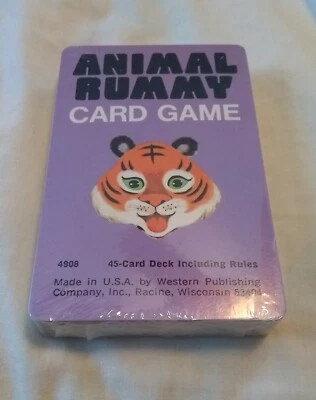 ANIMAL
RUMMY
CARD GAME
4908 45-Card Deck Including Rules
Made in U.S.A. by Western Publishing
Company, Inc., Racine, Wisconsin 53404